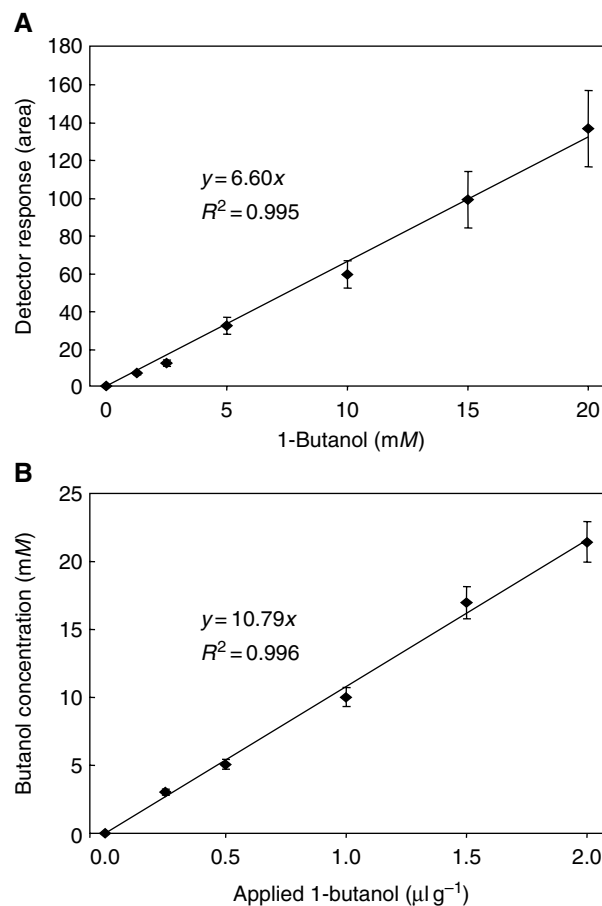 A
180
160
140
120
100
80
60
40
20
0
Detector response (area)
y=6.60x
R² =0.995
0 5 10 15 20
1-Butanol (mM)
B
25
20
15
10
5
0
Butanol concentration (mM)
y=10.79x
R² =0.996
0.0 0.5 1.0 1.5 2.0
Applied 1-butanol (μl g⁻¹)